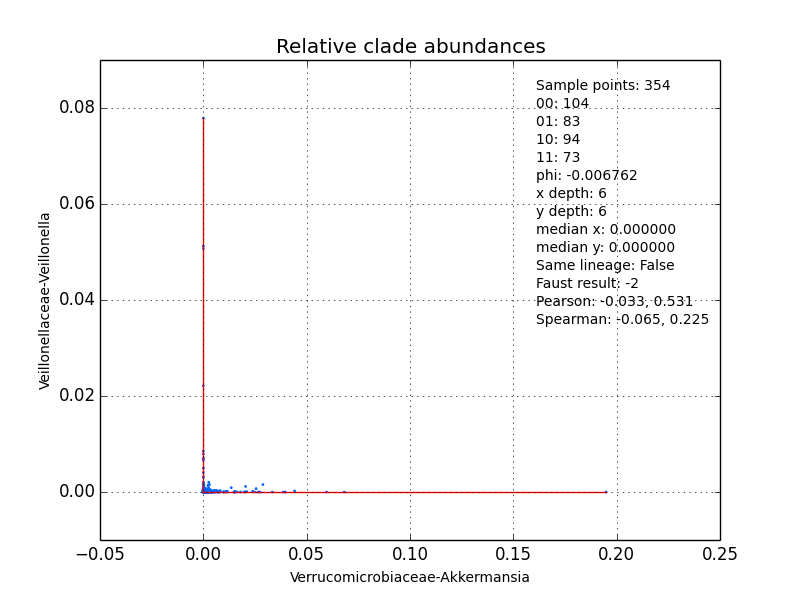 Relative clade abundances
Sample points: 354
00: 104
01: 83
10: 94
11: 73
phi: -0.006762
x depth: 6
y depth: 6
median x: 0.000000
median y: 0.000000
Same lineage: False
Faust result: -2
Pearson: -0.033, 0.531
Spearman: -0.065, 0.225
Veillonellaceae-Veillonella
0.08
0.06
0.04
0.02
0.00
−0.05 0.00 0.05 0.10 0.15 0.20 0.25
Verrucomicrobiaceae-Akkermansia